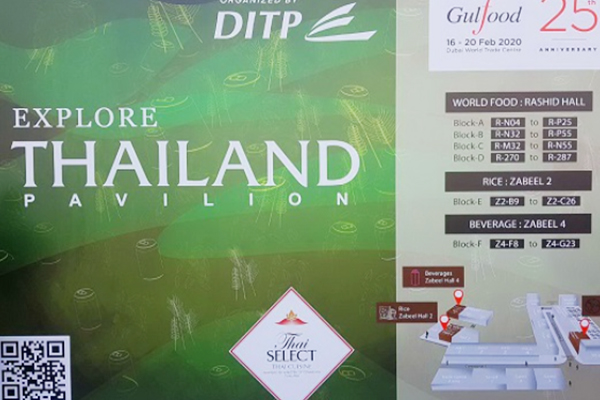 ORGANIZED BY
DITP
EXPLORE
THAILAND
PAVILION
Thai
SELECT
THAI CUISINE
Gulfood
16 - 20 Feb 2020
Dubai World Trade Centre
25th
ANNIVERSARY
WORLD FOOD : RASHID HALL
Block-A R-N04 to R-P25
Block-B R-N32 to R-P55
Block-C R-M32 to R-N55
Block-D R-270 to R-287
RICE : ZABEEL 2
Block-E Z2-B9 to Z2-C26
BEVERAGE : ZABEEL 4
Block-F Z4-F8 to Z4-G23
Beverages
Zabeel Hall 4
Rice
Zabeel Hall 2